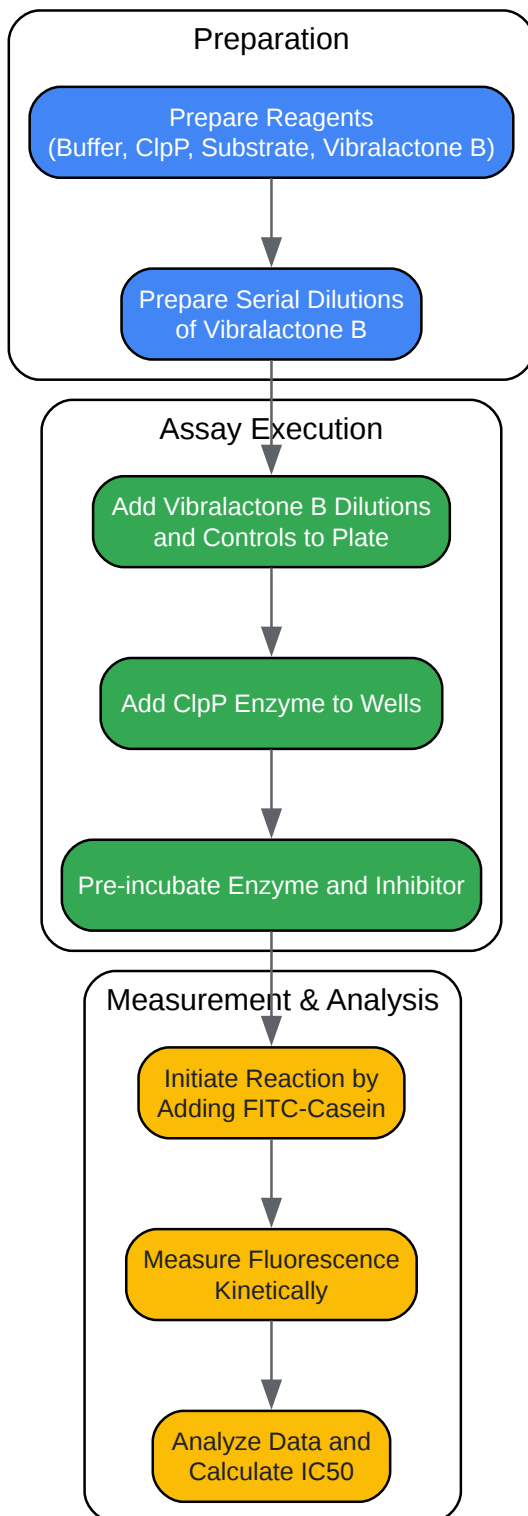 Preparation
Prepare Reagents
(Buffer, ClpP, Substrate, Vibralactone B)
Prepare Serial Dilutions
of Vibralactone B
Assay Execution
Add Vibralactone B Dilutions
and Controls to Plate
Add ClpP Enzyme to Wells
Pre-incubate Enzyme and Inhibitor
Measurement & Analysis
Initiate Reaction by
Adding FITC-Casein
Measure Fluorescence
Kinetically
Analyze Data and
Calculate IC50